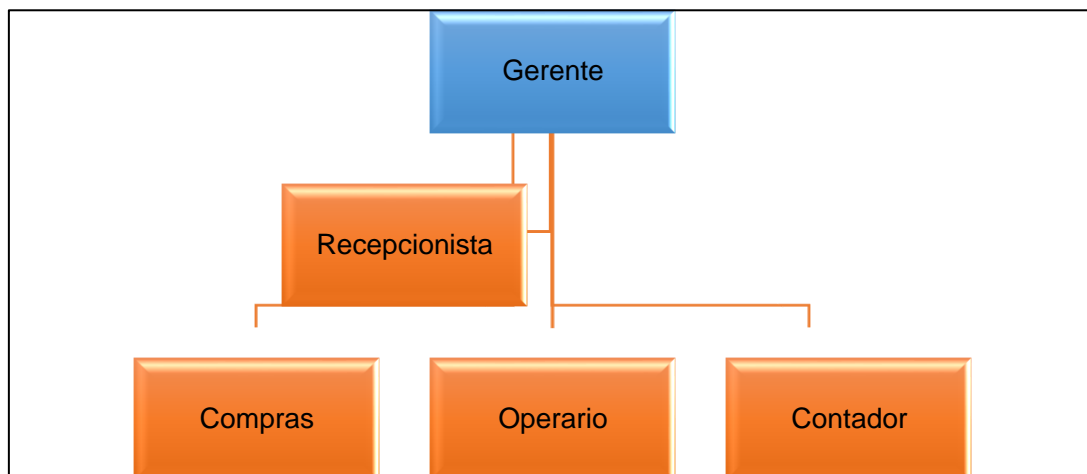 Gerente
Recepcionista
Compras
Operario
Contador